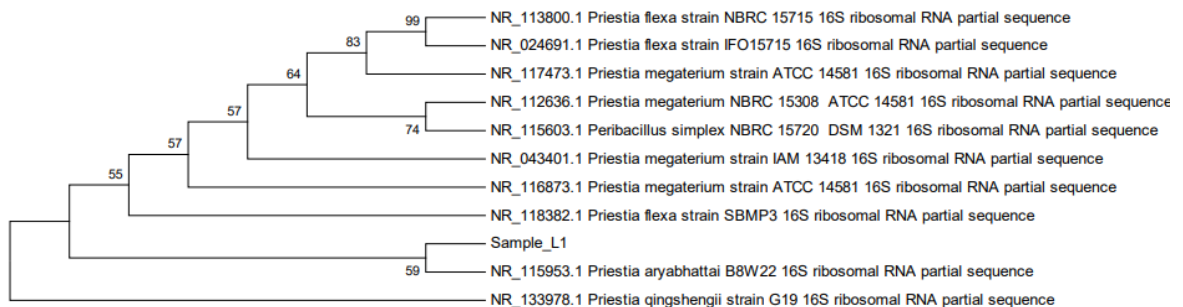 99
NR_113800.1 Priestia flexa strain NBRC 15715 16S ribosomal RNA partial sequence
83
NR_024691.1 Priestia flexa strain IFO15715 16S ribosomal RNA partial sequence
64
NR_117473.1 Priestia megaterium strain ATCC 14581 16S ribosomal RNA partial sequence
57
NR_112636.1 Priestia megaterium NBRC 15308 ATCC 14581 16S ribosomal RNA partial sequence
74
NR_115603.1 Peribacillus simplex NBRC 15720 DSM 1321 16S ribosomal RNA partial sequence
57
NR_043401.1 Priestia megaterium strain IAM 13418 16S ribosomal RNA partial sequence
55
NR_116873.1 Priestia megaterium strain ATCC 14581 16S ribosomal RNA partial sequence
NR_118382.1 Priestia flexa strain SBMP3 16S ribosomal RNA partial sequence
Sample_L1
59
NR_115953.1 Priestia aryabhattai B8W22 16S ribosomal RNA partial sequence
NR_133978.1 Priestia qingshengii strain G19 16S ribosomal RNA partial sequence